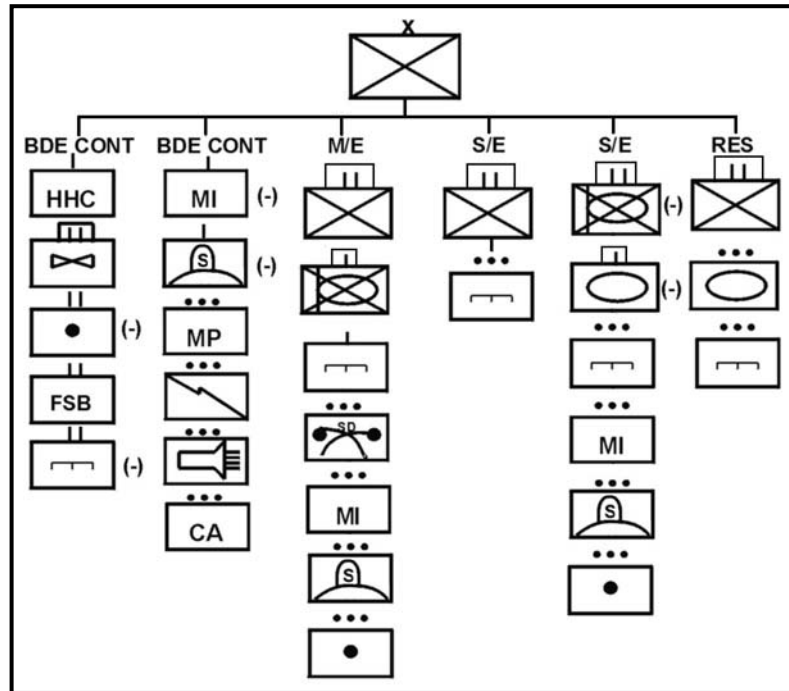 X
BDE CONT BDE CONT M/E S/E S/E RES
HHC MI (-)
(-)
S (-)
(-)
(-)
MP
FSB
SD
MI
(-)
MI
CA
S
S